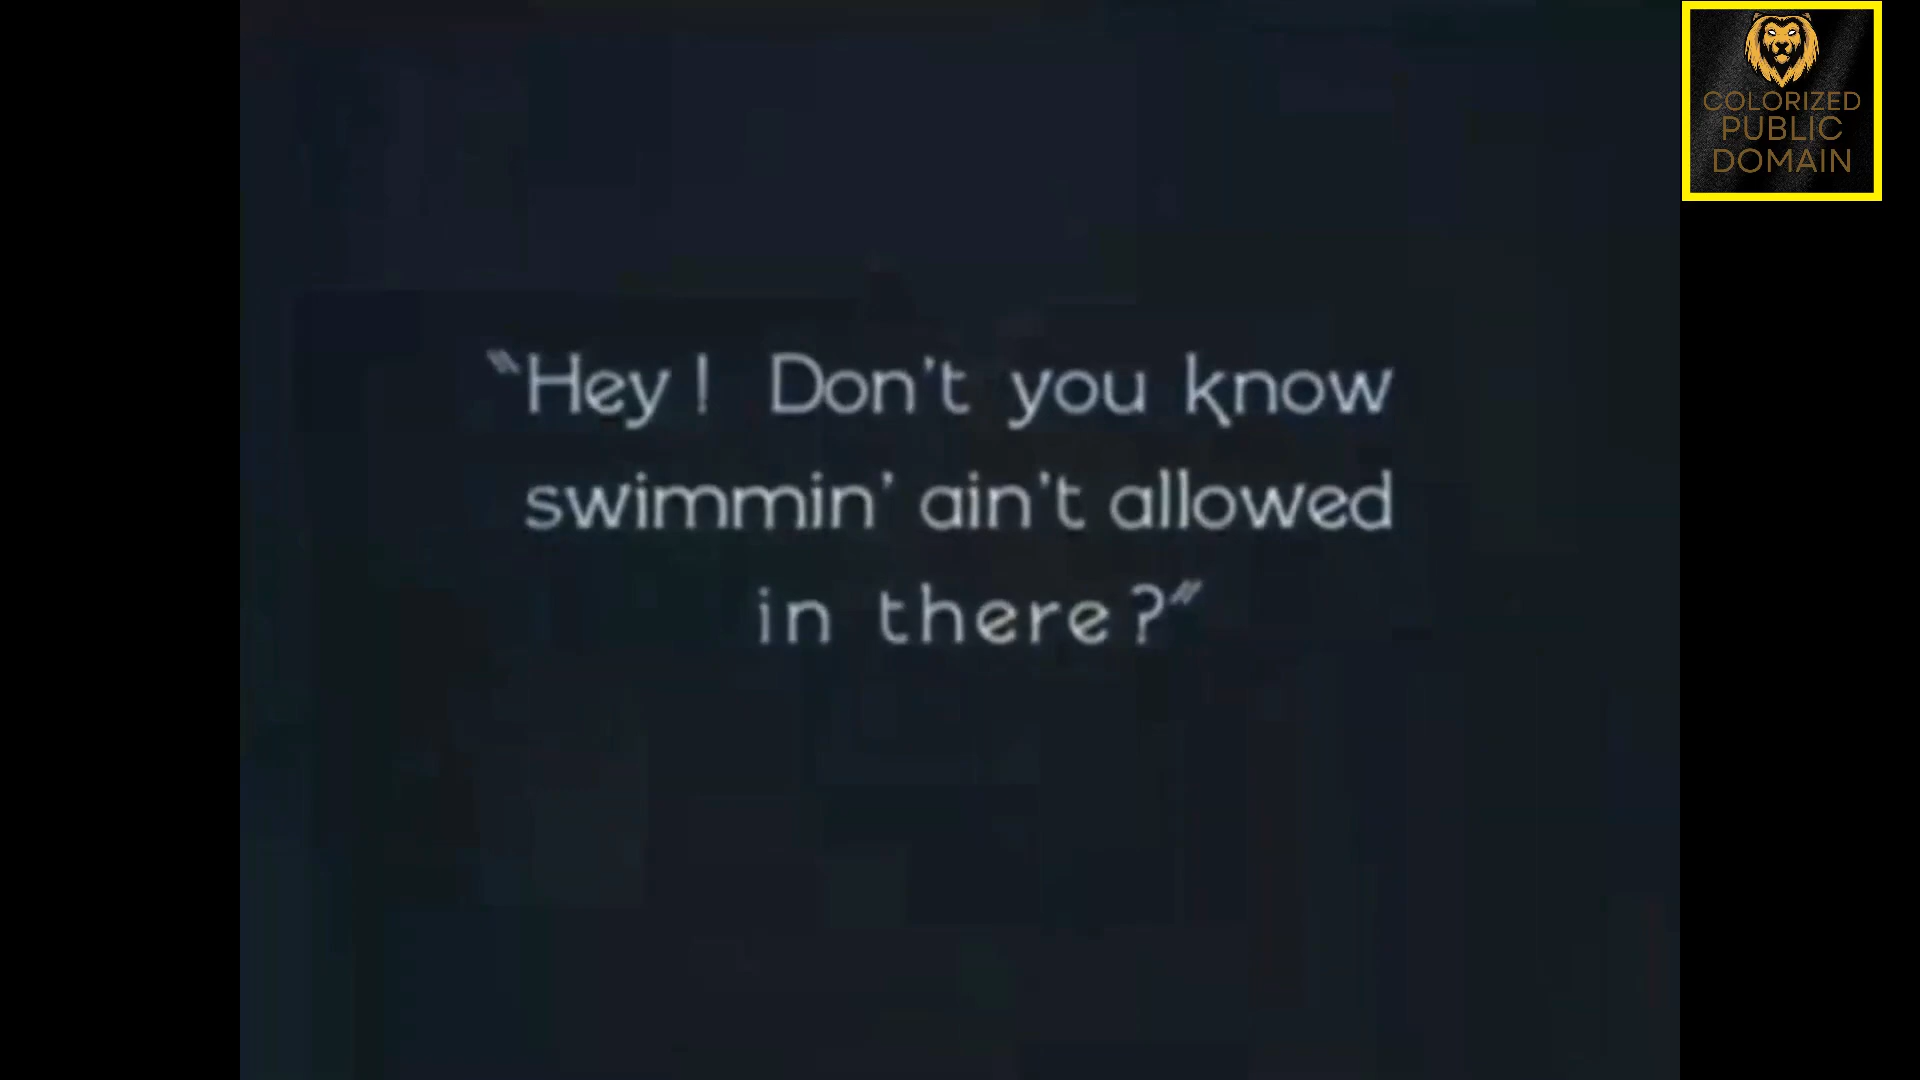 "Hey! Don't you know
swimmin' ain't allowed
in there?"
COLORIZED
PUBLIC
DOMAIN